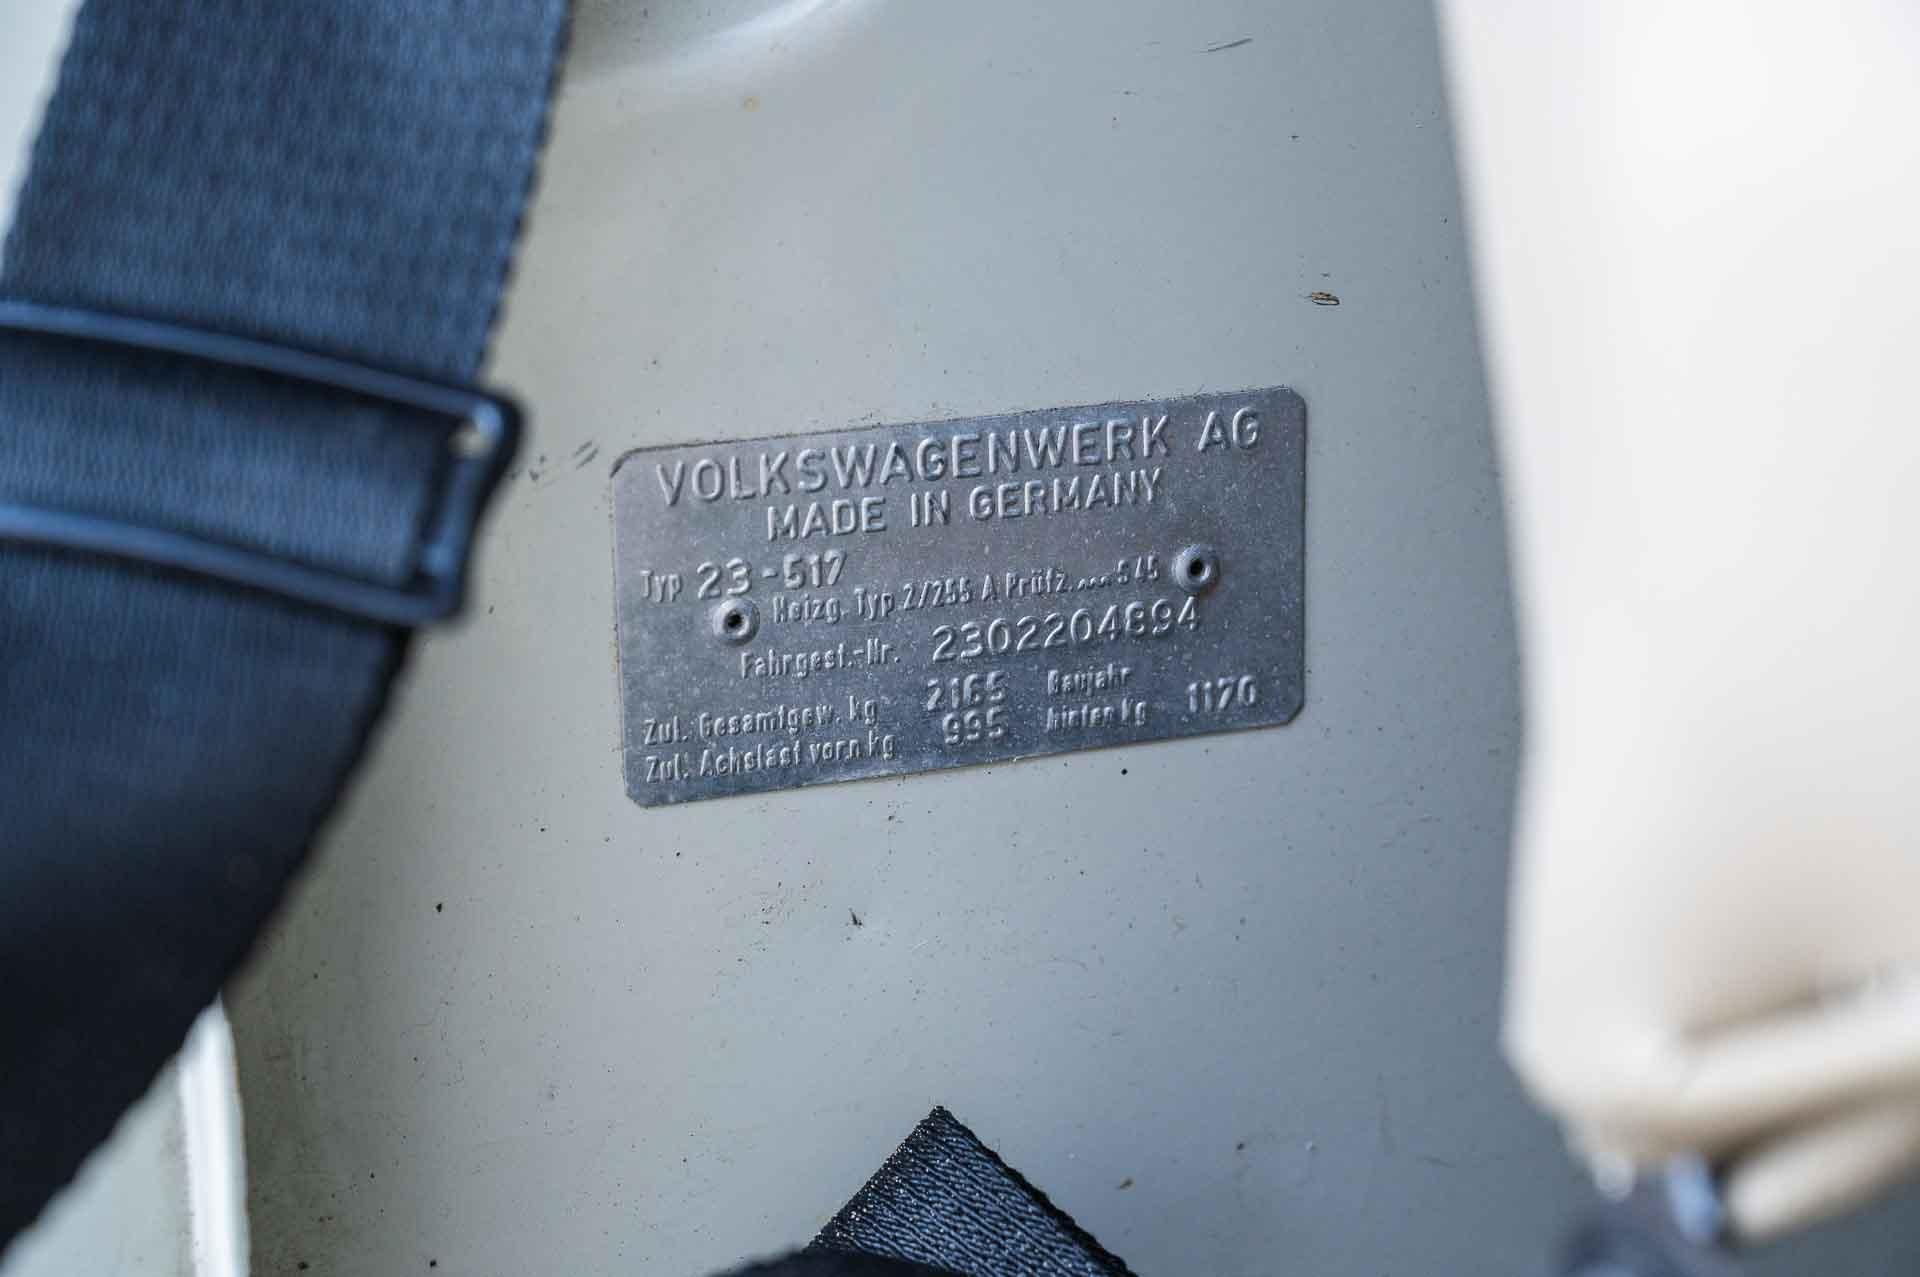 VOLKSWAGENWERK AG
MADE IN GERMANY
Typ 23-517
Heizg. Typ 2/255 A Prüfz. .... S 45
Fahrgest.-Nr. 2302204894
Zul. Gesamtgew. kg 2165 Baujahr
Zul. Achslast vorn kg 995 hinten kg 1170